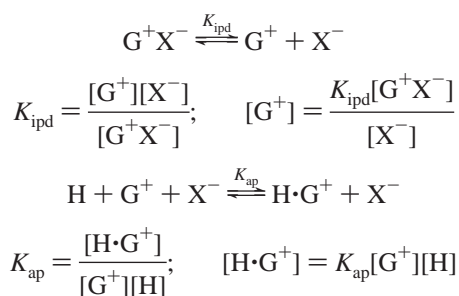 G⁺X⁻ ⇌ G⁺ + X⁻ (K_ipd)
K_ipd = [G⁺][X⁻] / [G⁺X⁻]; [G⁺] = K_ipd[G⁺X⁻] / [X⁻]
H + G⁺ + X⁻ ⇌ H•G⁺ + X⁻ (K_ap)
K_ap = [H•G⁺] / [G⁺][H]; [H•G⁺] = K_ap[G⁺][H]